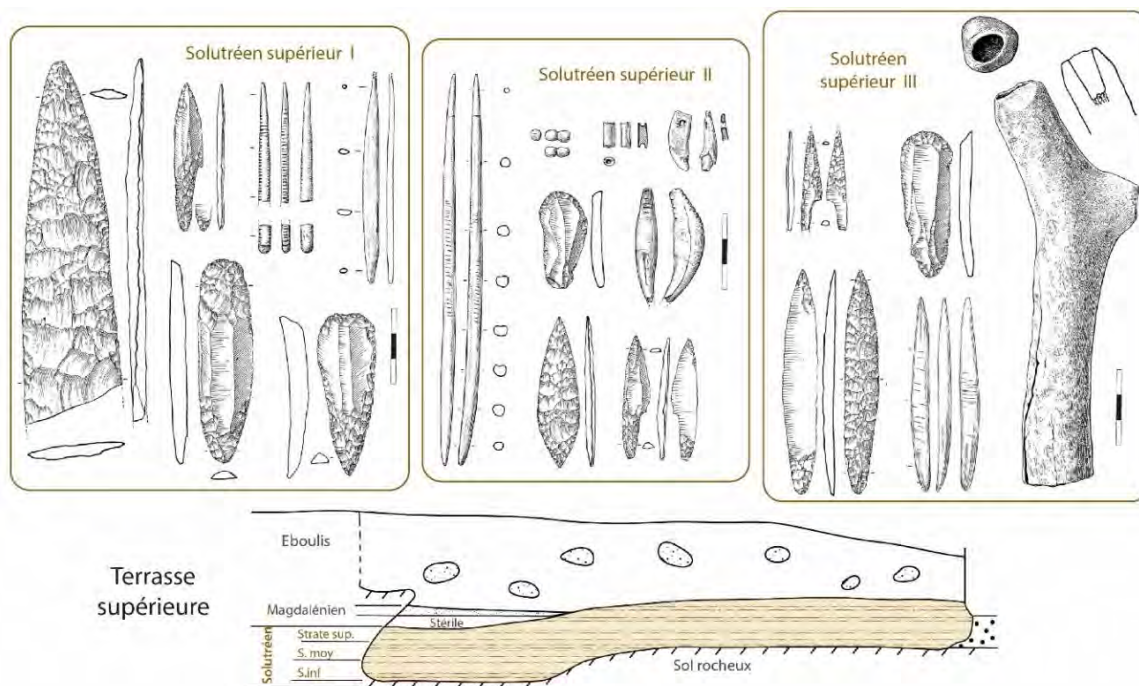 Solutréen supérieur I
Solutréen supérieur II
Solutréen
supérieur III
Terrasse
supérieure
Eboulis
Magdalénien
Stérile
Solutréen
Strate sup.
S. moy
S.inf
Sol rocheux